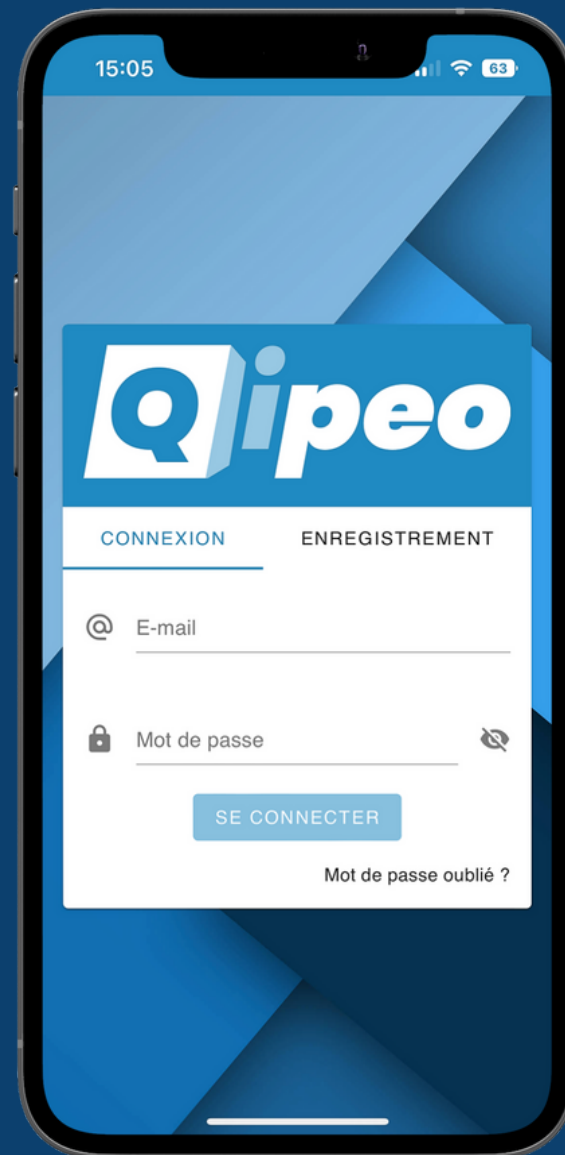 15:05
63
Qipeo
CONNEXION ENREGISTREMENT
@ E-mail
Mot de passe
SE CONNECTER
Mot de passe oublié ?